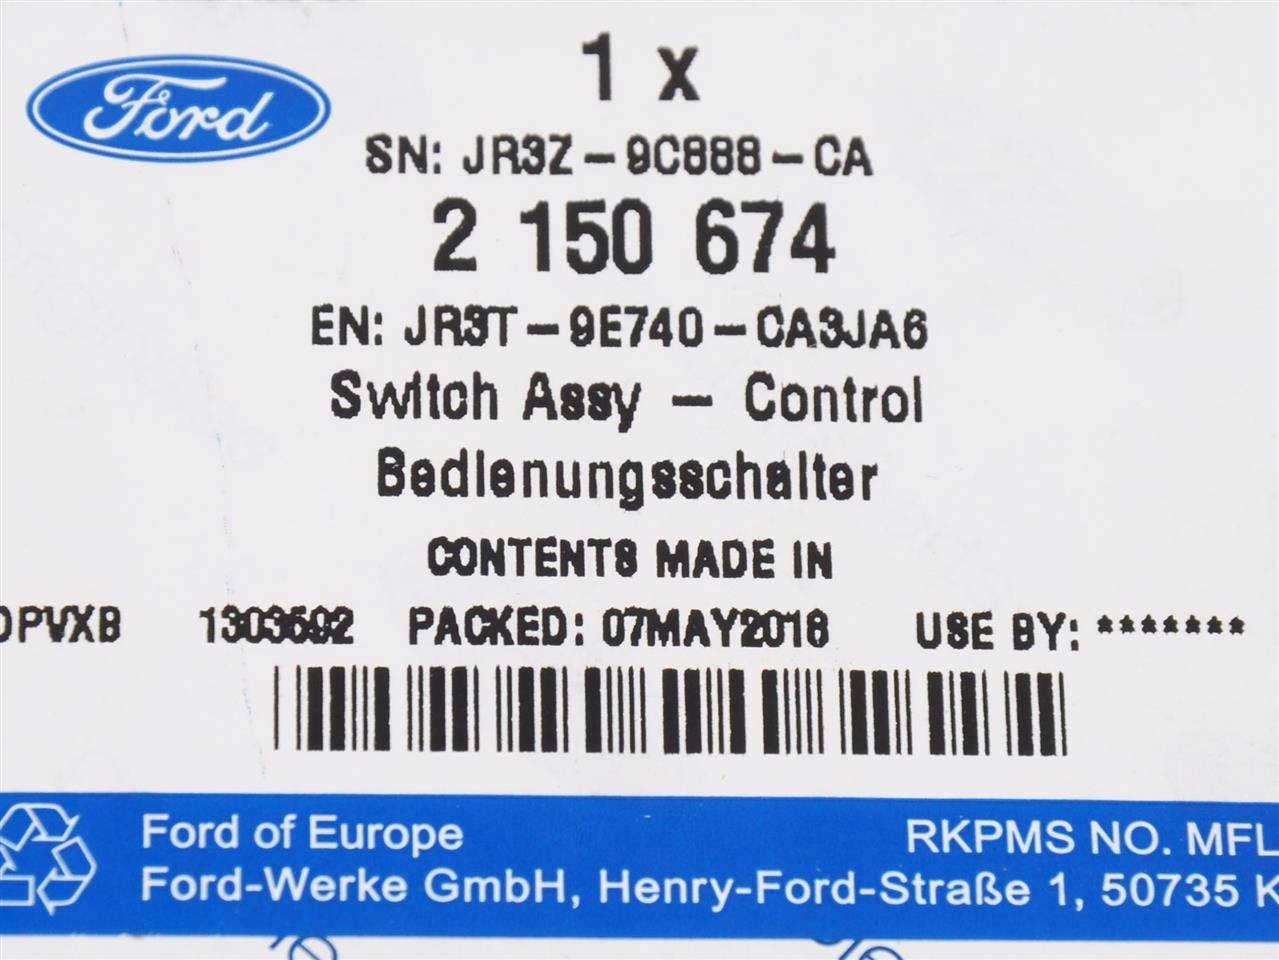 Ford
1 x
SN: JR3Z-9C888-CA
2 150 674
EN: JR3T-9E740-CA3JA6
Switch Assy - Control
Bedienungsschalter
CONTENTS MADE IN
DPVXB 1303592 PACKED: 07MAY2018 USE BY: *******
Ford of Europe RKPMS NO. MFL
Ford-Werke GmbH, Henry-Ford-Straße 1, 50735 K